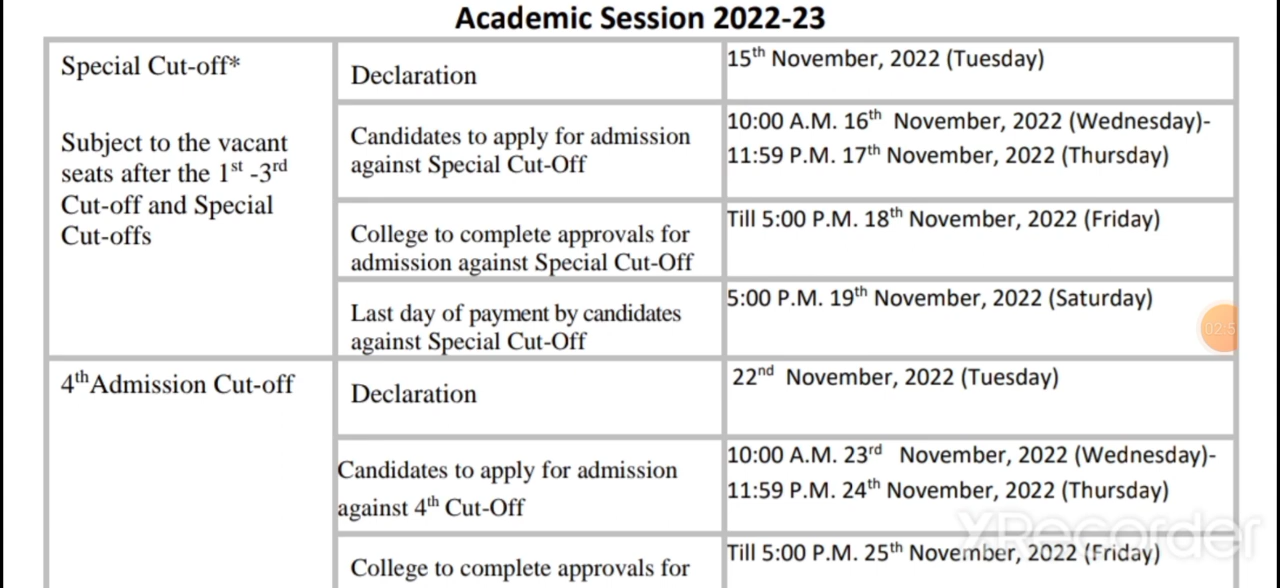 Academic Session 2022-23
Special Cut-off*
Subject to the vacant
seats after the 1st -3rd
Cut-off and Special
Cut-offs
Declaration
15th November, 2022 (Tuesday)
Candidates to apply for admission
against Special Cut-Off
10:00 A.M. 16th November, 2022 (Wednesday)-
11:59 P.M. 17th November, 2022 (Thursday)
College to complete approvals for
admission against Special Cut-Off
Till 5:00 P.M. 18th November, 2022 (Friday)
Last day of payment by candidates
against Special Cut-Off
5:00 P.M. 19th November, 2022 (Saturday)
4thAdmission Cut-off
Declaration
22nd November, 2022 (Tuesday)
Candidates to apply for admission
against 4th Cut-Off
10:00 A.M. 23rd November, 2022 (Wednesday)-
11:59 P.M. 24th November, 2022 (Thursday)
College to complete approvals for
Till 5:00 P.M. 25th November, 2022 (Friday)
XRecorder